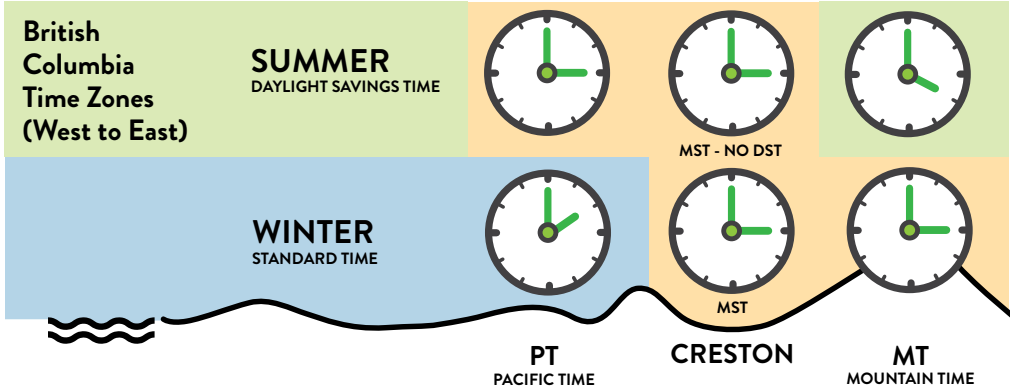 British
Columbia
Time Zones
(West to East)
SUMMER
DAYLIGHT SAVINGS TIME
MST - NO DST
WINTER
STANDARD TIME
MST
PT
PACIFIC TIME
CRESTON
MT
MOUNTAIN TIME